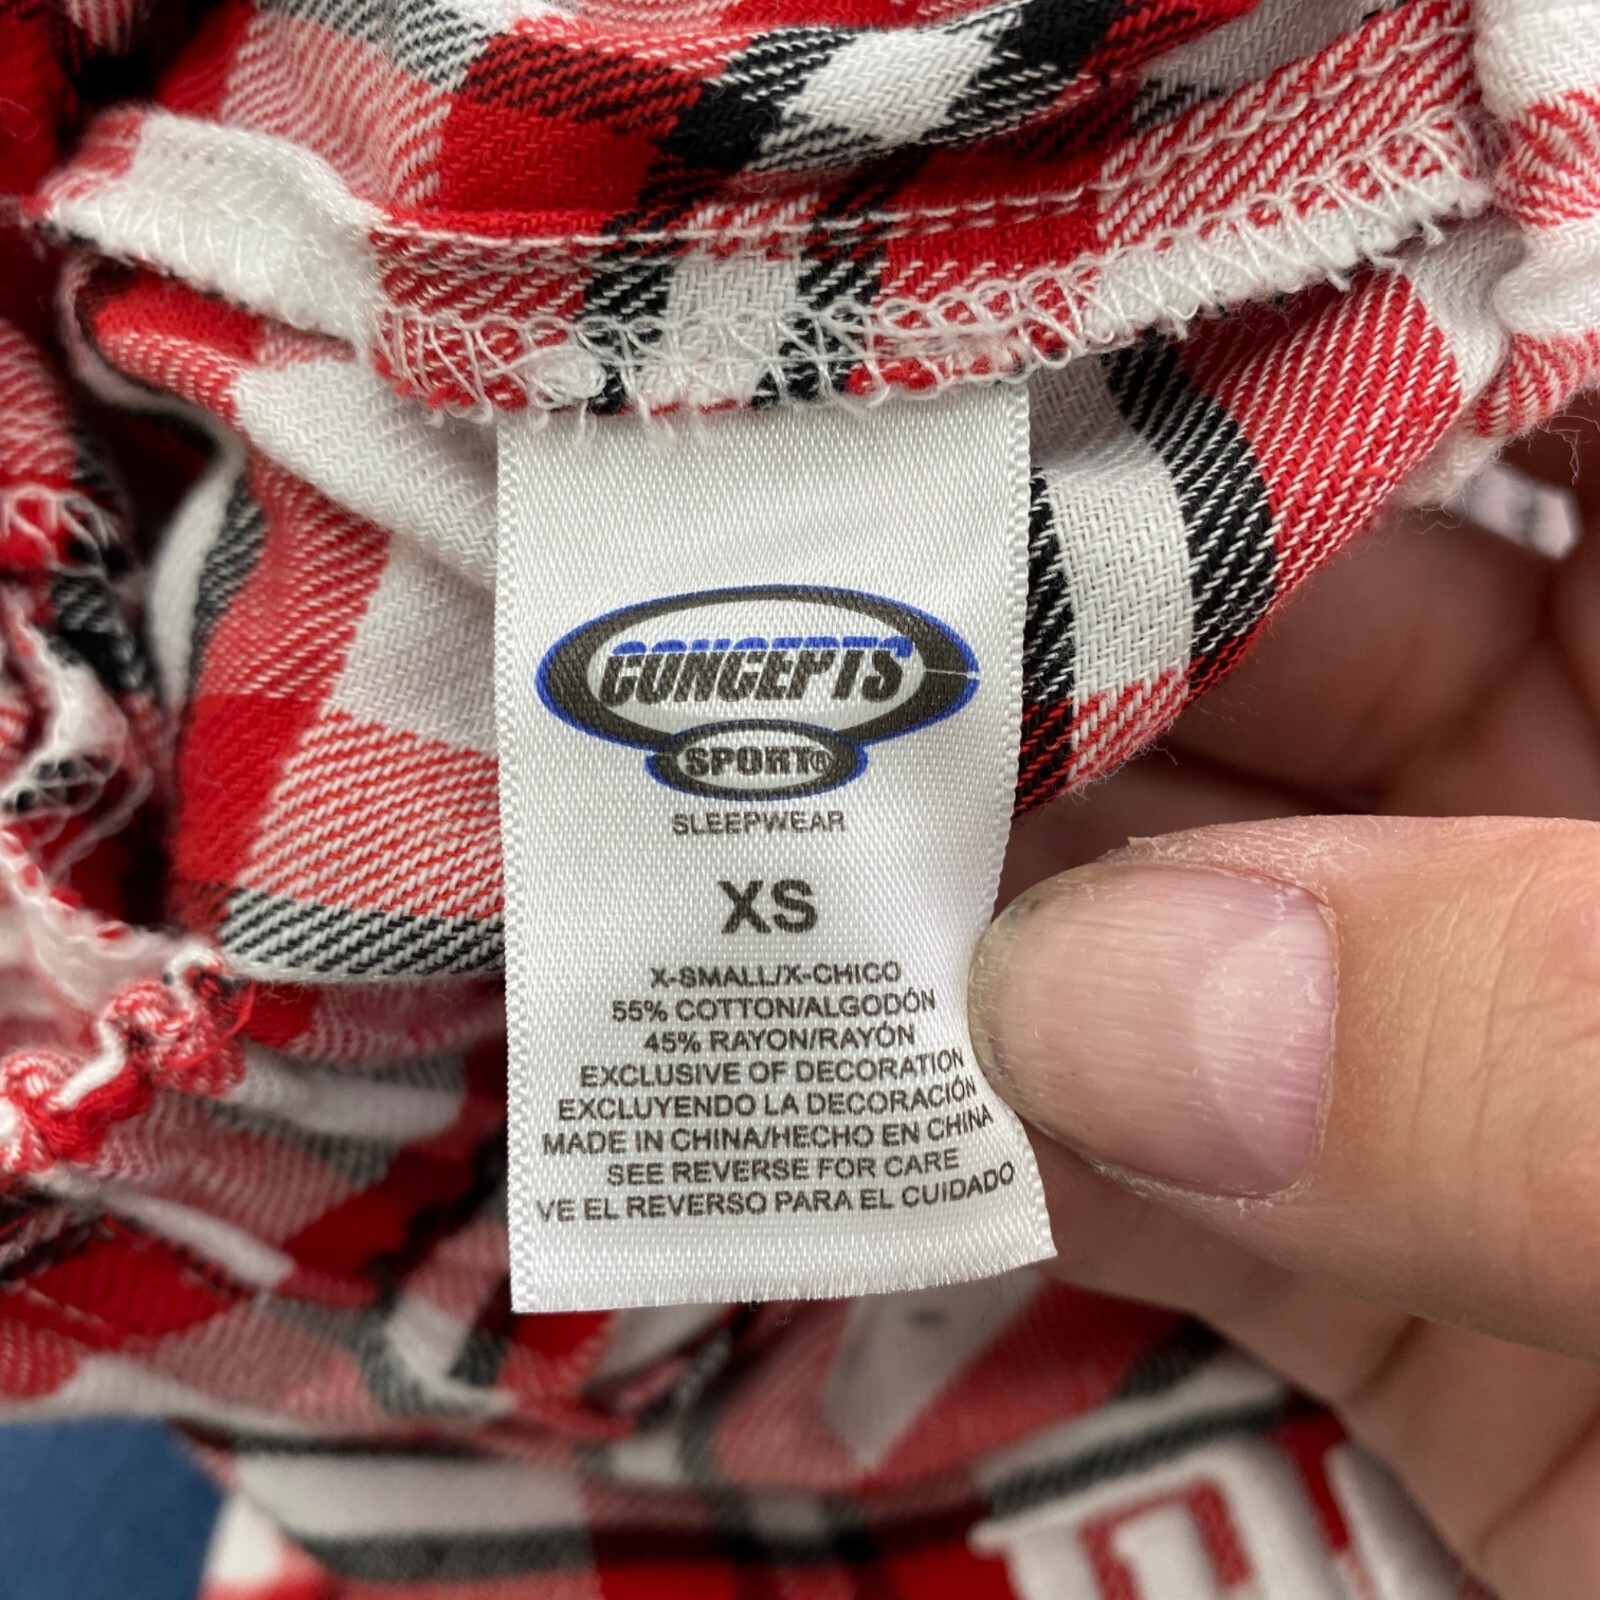 CONCEPTS
SPORT®
SLEEPWEAR
XS
X-SMALL/X-CHICO
55% COTTON/ALGODÓN
45% RAYON/RAYÓN
EXCLUSIVE OF DECORATION
EXCLUYENDO LA DECORACIÓN
MADE IN CHINA/HECHO EN CHINA
SEE REVERSE FOR CARE
VE EL REVERSO PARA EL CUIDADO